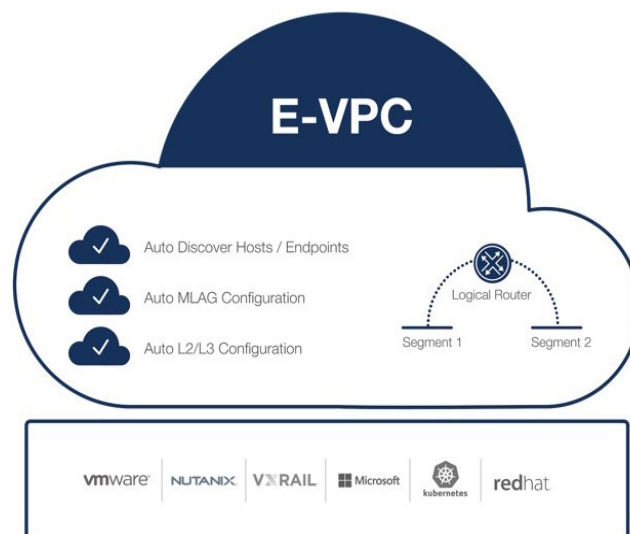 E-VPC
Auto Discover Hosts / Endpoints
Auto MLAG Configuration
Auto L2/L3 Configuration
Logical Router
Segment 1
Segment 2
vmware NUTANIX VXRAIL Microsoft kubernetes redhat